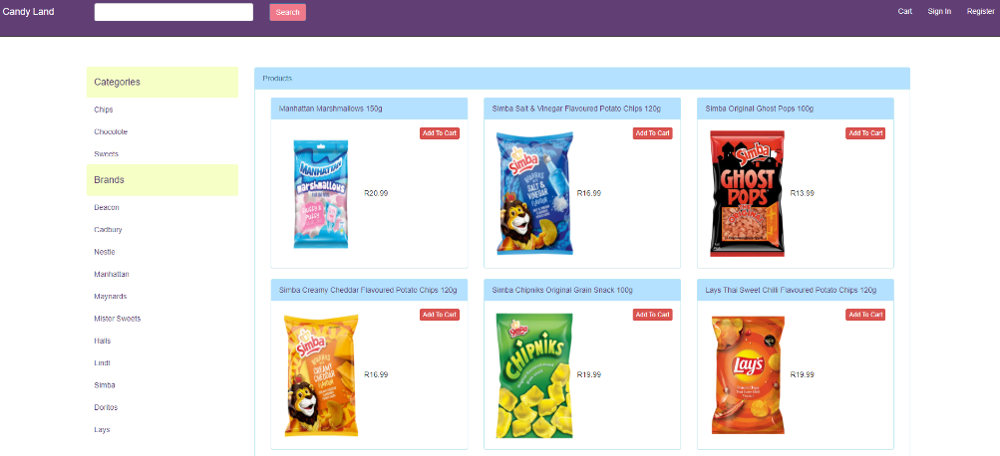 Candy Land
Search
Cart
Sign In
Register
Categories
Chips
Chocolote
Sweets
Brands
Beacon
Cadbury
Nestle
Manhattan
Maynards
Mister Sweets
Halls
Lindt
Simba
Doritos
Lays
Products
Manhattan Marshmallows 150g
Add To Cart
MANHATTAN
marshmallows
R20.99
Simba Salt & Vinegar Flavoured Potato Chips 120g
Add To Cart
Simba
SALT &
VINEGAR
FLAVOUR
R16.99
Simba Original Ghost Pops 100g
Add To Cart
Simba
GHOST
POPS
R13.99
Simba Creamy Cheddar Flavoured Potato Chips 120g
Add To Cart
Simba
CREAMY
CHEDDAR
FLAVOUR
R16.99
Simba Chipniks Original Grain Snack 100g
Add To Cart
Simba
CHIPNIKS
R19.99
Lays Thai Sweet Chilli Flavoured Potato Chips 120g
Add To Cart
Lay's
R19.99